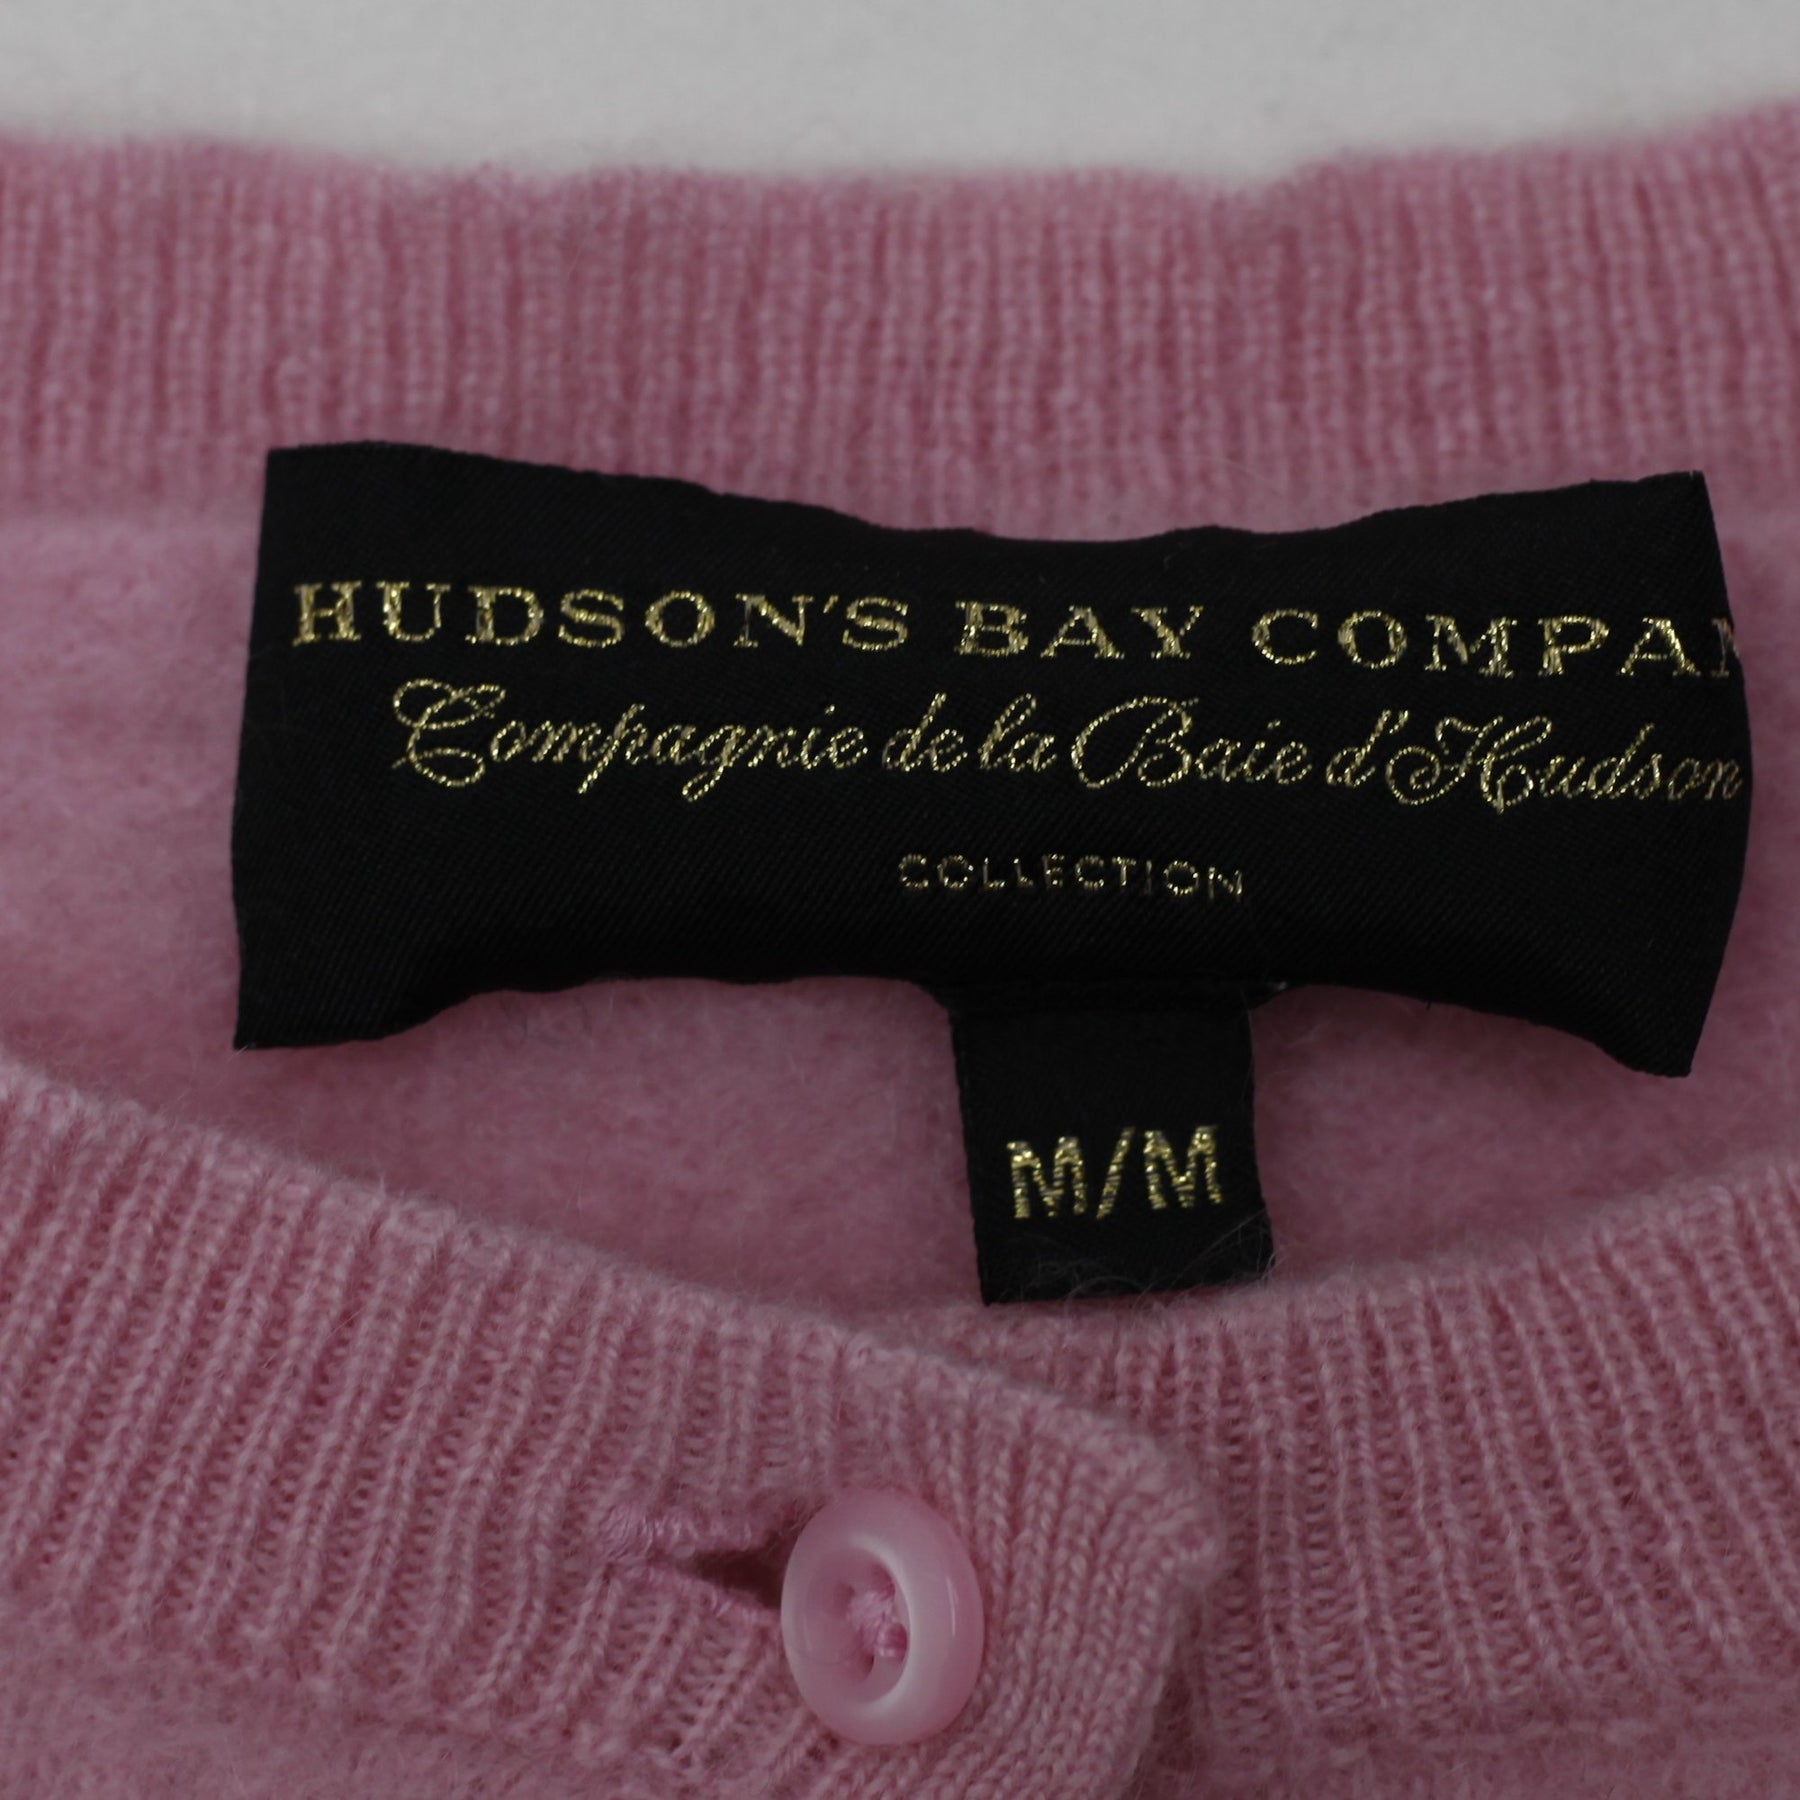 HUDSON'S BAY COMPAN
Compagnie de la Baie d'Hudson
COLLECTION
M/M